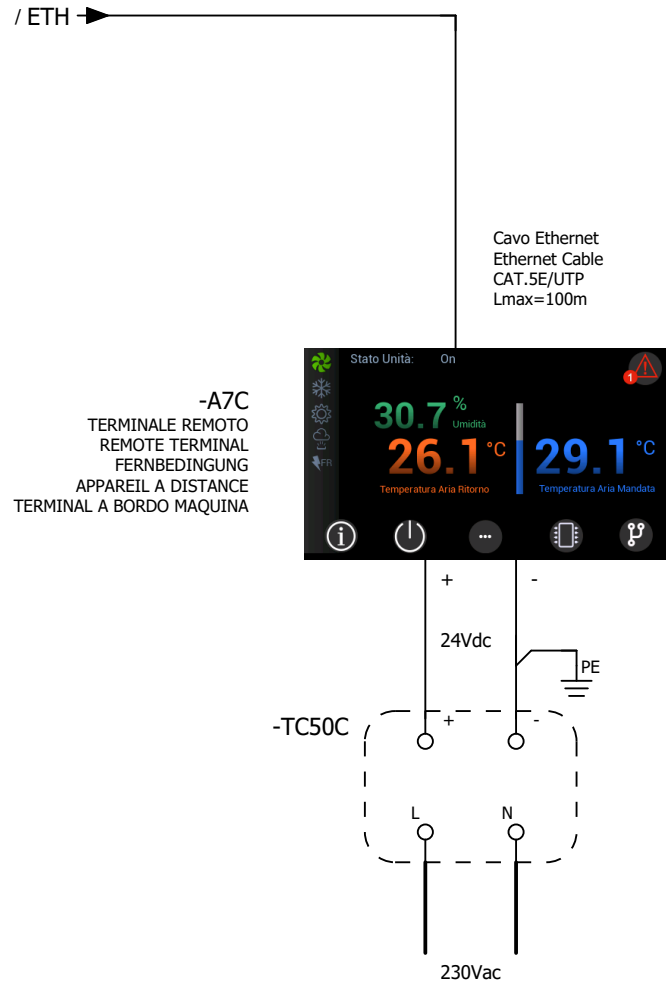 / ETH
Cavo Ethernet
Ethernet Cable
CAT.5E/UTP
Lmax=100m
-A7C
TERMINALE REMOTO
REMOTE TERMINAL
FERNBEDINGUNG
APPAREIL A DISTANCE
TERMINAL A BORDO MAQUINA
Stato Unità: On
1
30.7 %
Umidità
26.1 °C
Temperatura Aria Ritorno
29.1 °C
Temperatura Aria Mandata
FR
i
+ -
24Vdc
PE
-TC50C
+ -
L N
230Vac